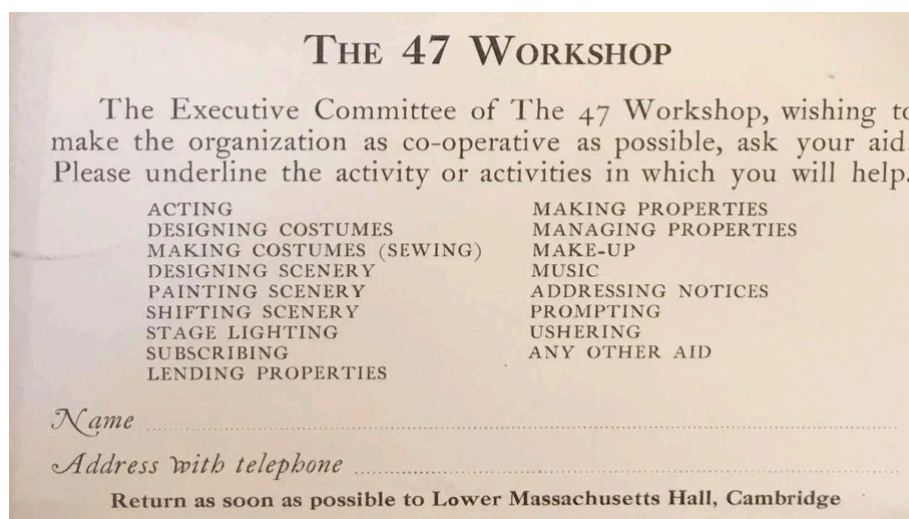 THE 47 WORKSHOP
The Executive Committee of The 47 Workshop, wishing to
make the organization as co-operative as possible, ask your aid.
Please underline the activity or activities in which you will help.
ACTING
DESIGNING COSTUMES
MAKING COSTUMES (SEWING)
DESIGNING SCENERY
PAINTING SCENERY
SHIFTING SCENERY
STAGE LIGHTING
SUBSCRIBING
LENDING PROPERTIES
MAKING PROPERTIES
MANAGING PROPERTIES
MAKE-UP
MUSIC
ADDRESSING NOTICES
PROMPTING
USHERING
ANY OTHER AID
Name
Address with telephone
Return as soon as possible to Lower Massachusetts Hall, Cambridge